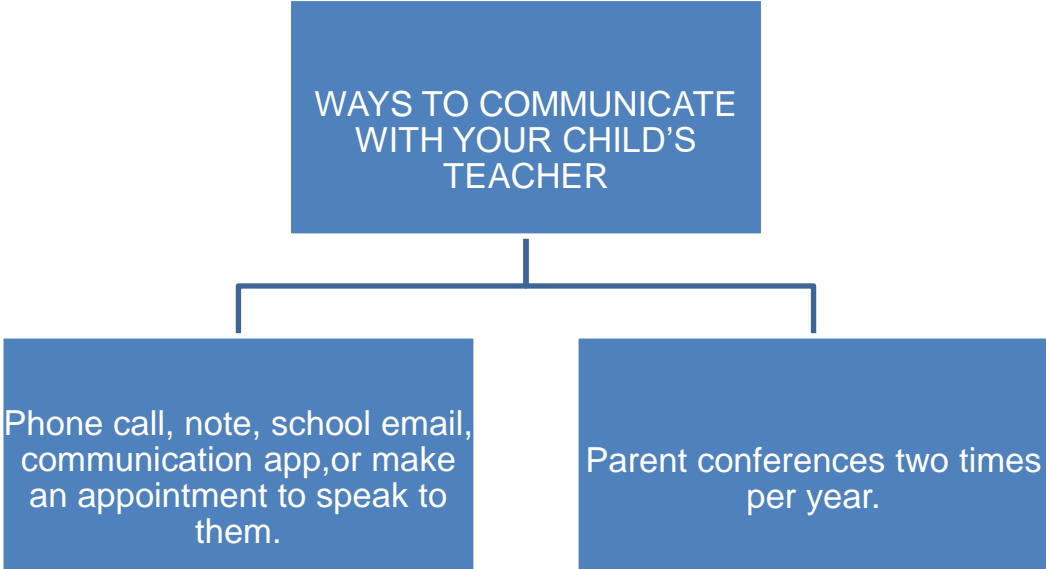 WAYS TO COMMUNICATE
WITH YOUR CHILD’S
TEACHER
Phone call, note, school email,
communication app,or make
an appointment to speak to
them.
Parent conferences two times
per year.